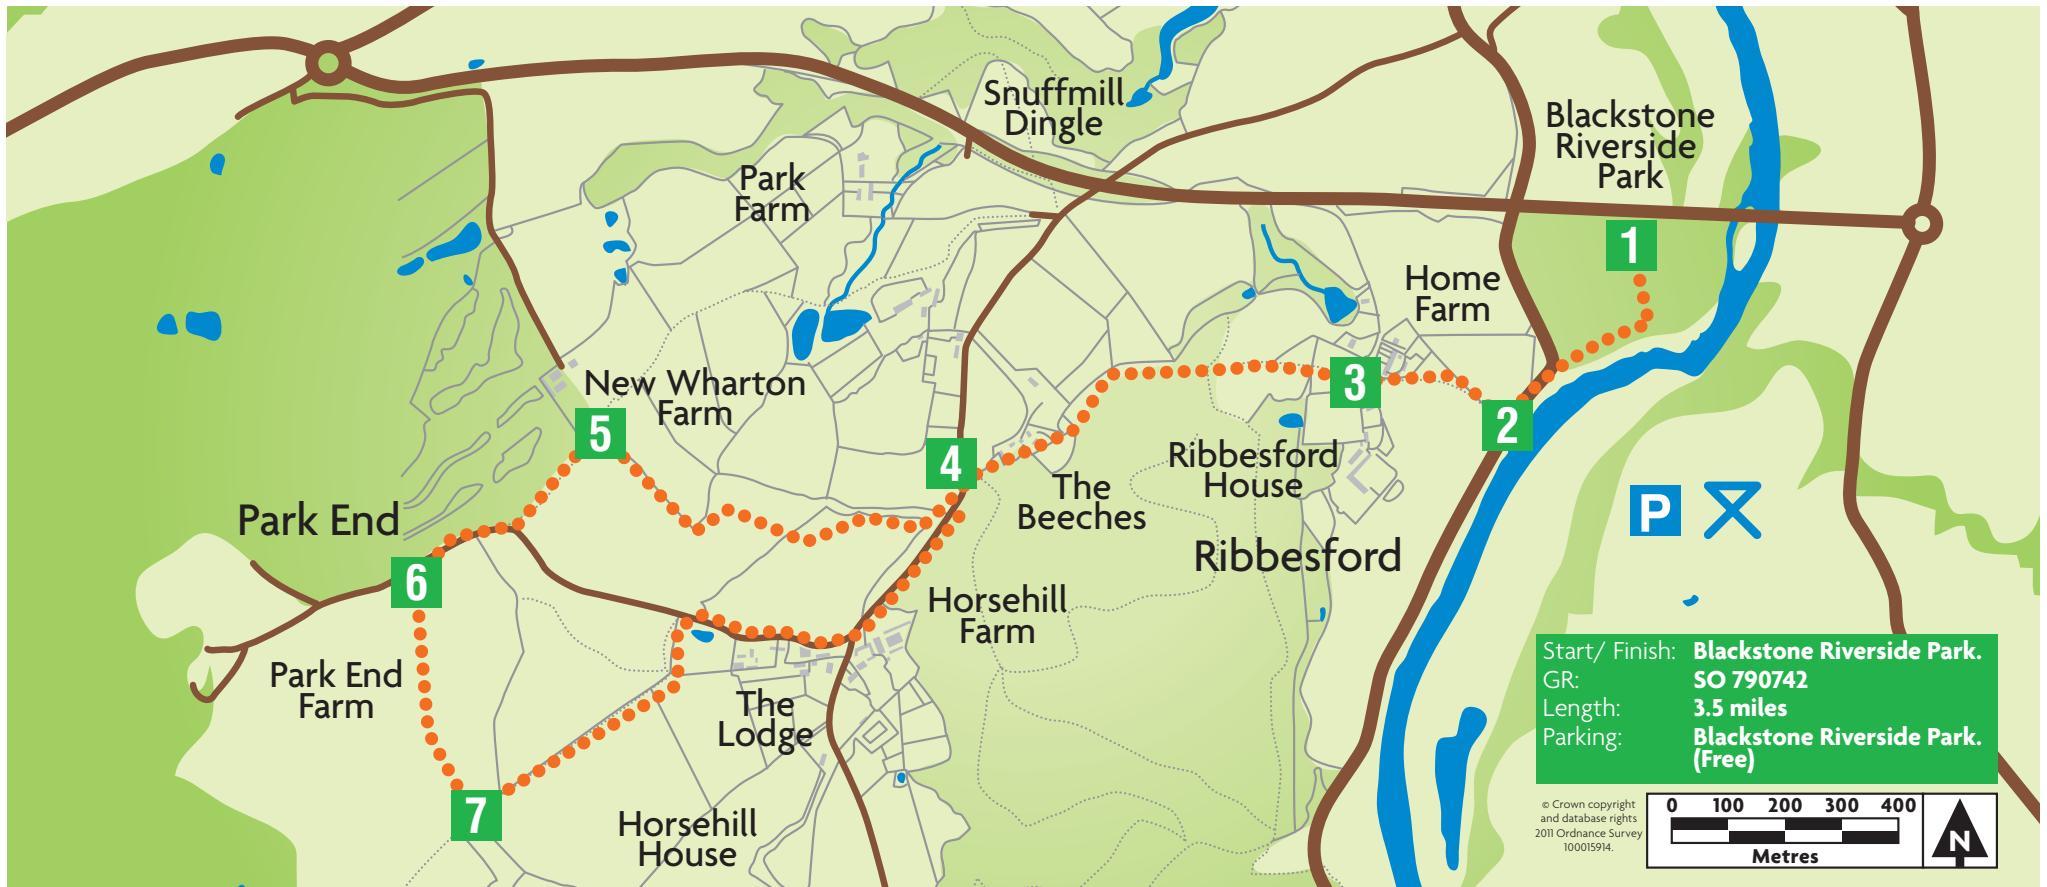 Snuffmill
Dingle
Blackstone
Riverside
Park
Park
Farm
1
Home
Farm
New Wharton
Farm
3
2
5
4
Ribbesford
House
The
Beeches
Park End
P
Ribbesford
6
Horsehill
Farm
Park End
Farm
The
Lodge
7
Horsehill
House
Start/ Finish: Blackstone Riverside Park.
GR: SO 790742
Length: 3.5 miles
Parking: Blackstone Riverside Park.
(Free)
© Crown copyright
and database rights
2011 Ordnance Survey
100015914.
0 100 200 300 400
Metres
N